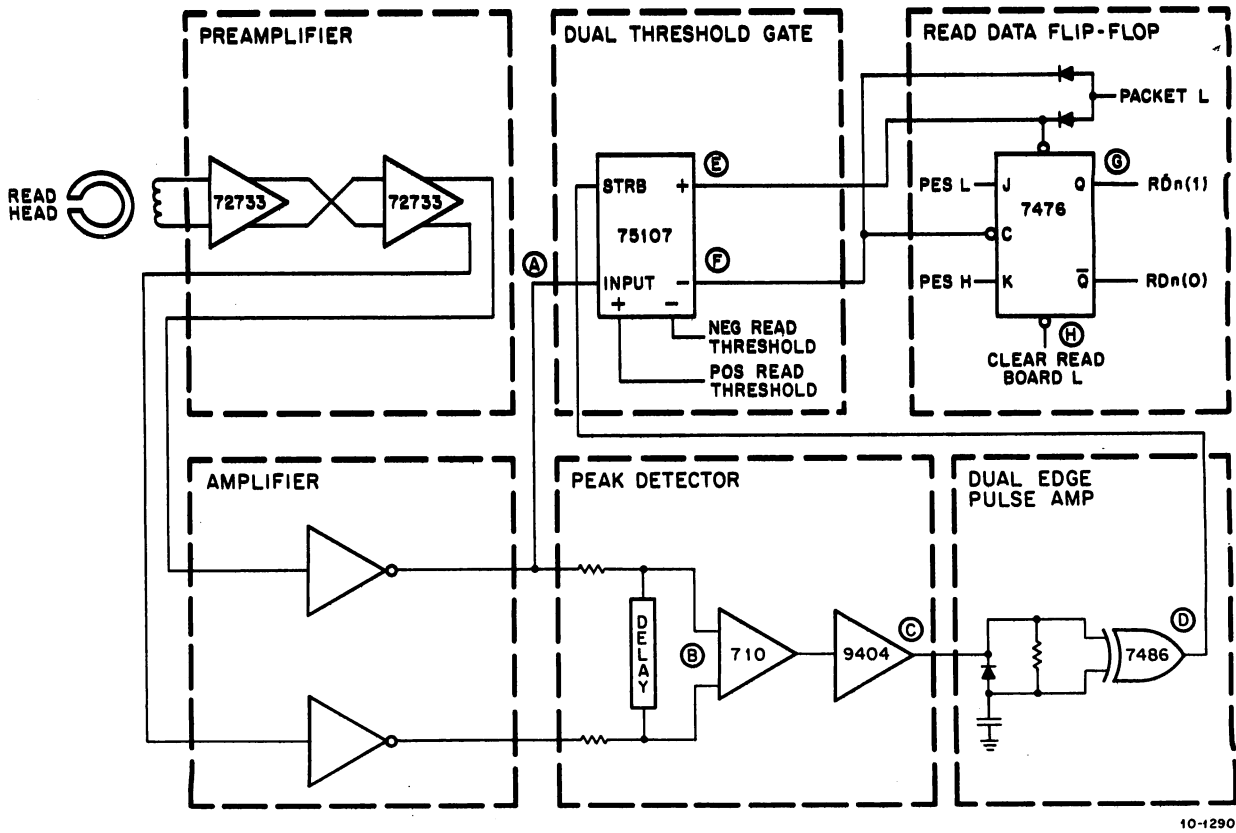 PREAMPLIFIER
READ
HEAD
72733
72733
DUAL THRESHOLD GATE
A
STRB
+
E
75107
INPUT
-
F
+
-
NEG READ
THRESHOLD
POS READ
THRESHOLD
READ DATA FLIP-FLOP
PACKET L
PES L
J
Q
G
RDn(1)
7476
C
PES H
K
Q̅
RDn(0)
H
CLEAR READ
BOARD L
AMPLIFIER
PEAK DETECTOR
DELAY
B
710
9404
C
DUAL EDGE
PULSE AMP
7486
D
10-1290